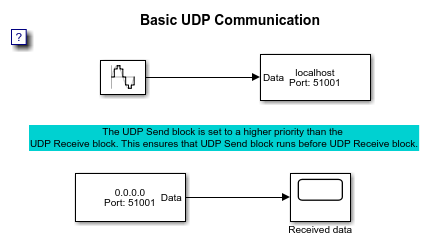 Basic UDP Communication
?
localhost
Data
Port: 51001
The UDP Send block is set to a higher priority than the
UDP Receive block. This ensures that UDP Send block runs before UDP Receive block.
0.0.0.0
Port: 51001
Data
Received data